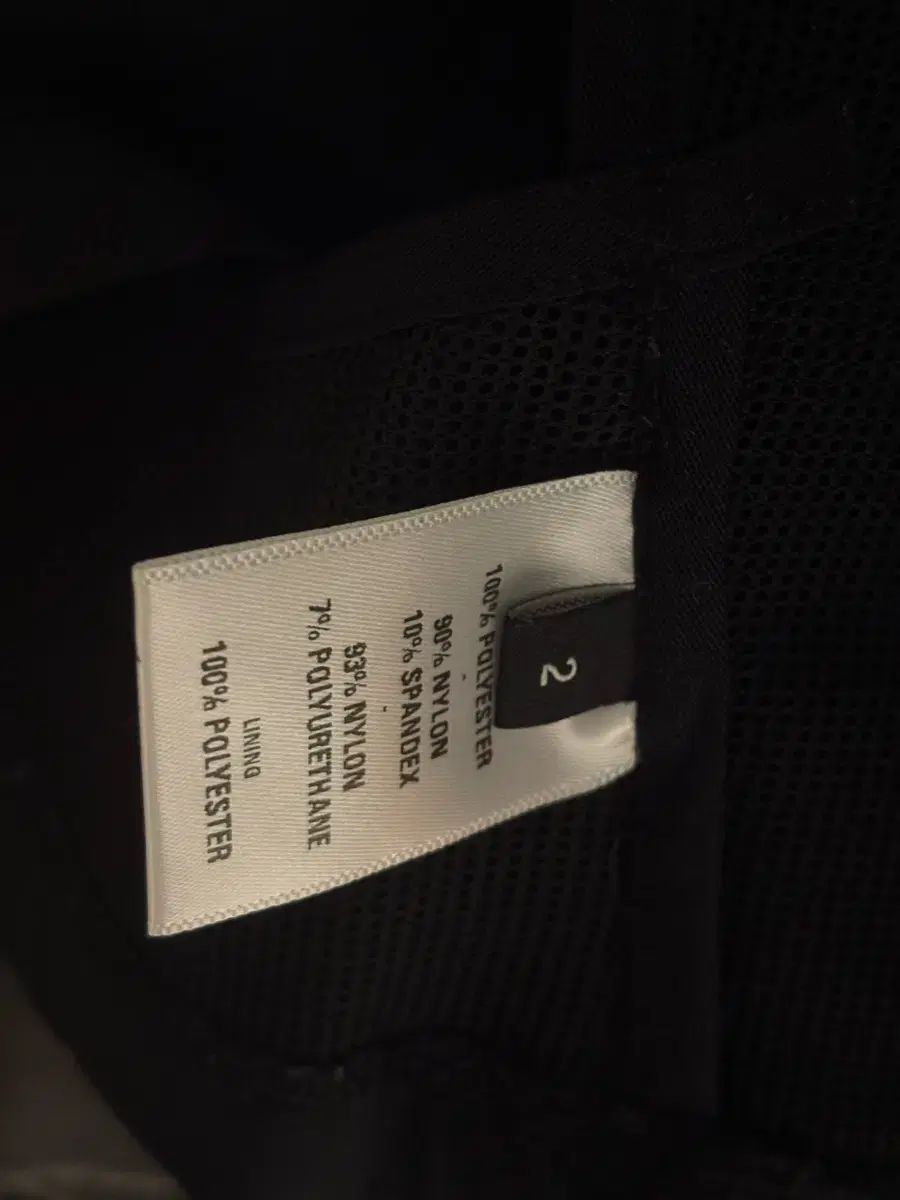 2
100% POLYESTER
90% NYLON
10% SPANDEX
93% NYLON
7% POLYURETHANE
LINING
100% POLYESTER